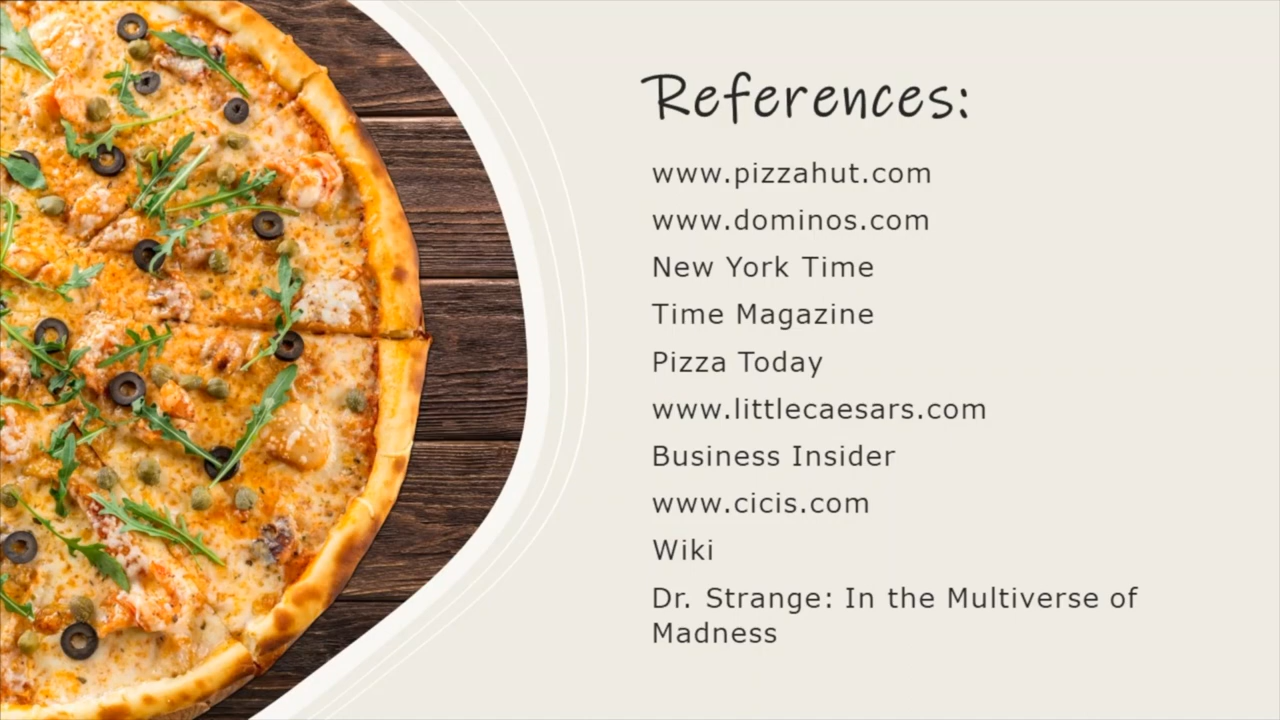 References:
www.pizzahut.com
www.dominos.com
New York Time
Time Magazine
Pizza Today
www.littlecaesars.com
Business Insider
www.cicis.com
Wiki
Dr. Strange: In the Multiverse of
Madness